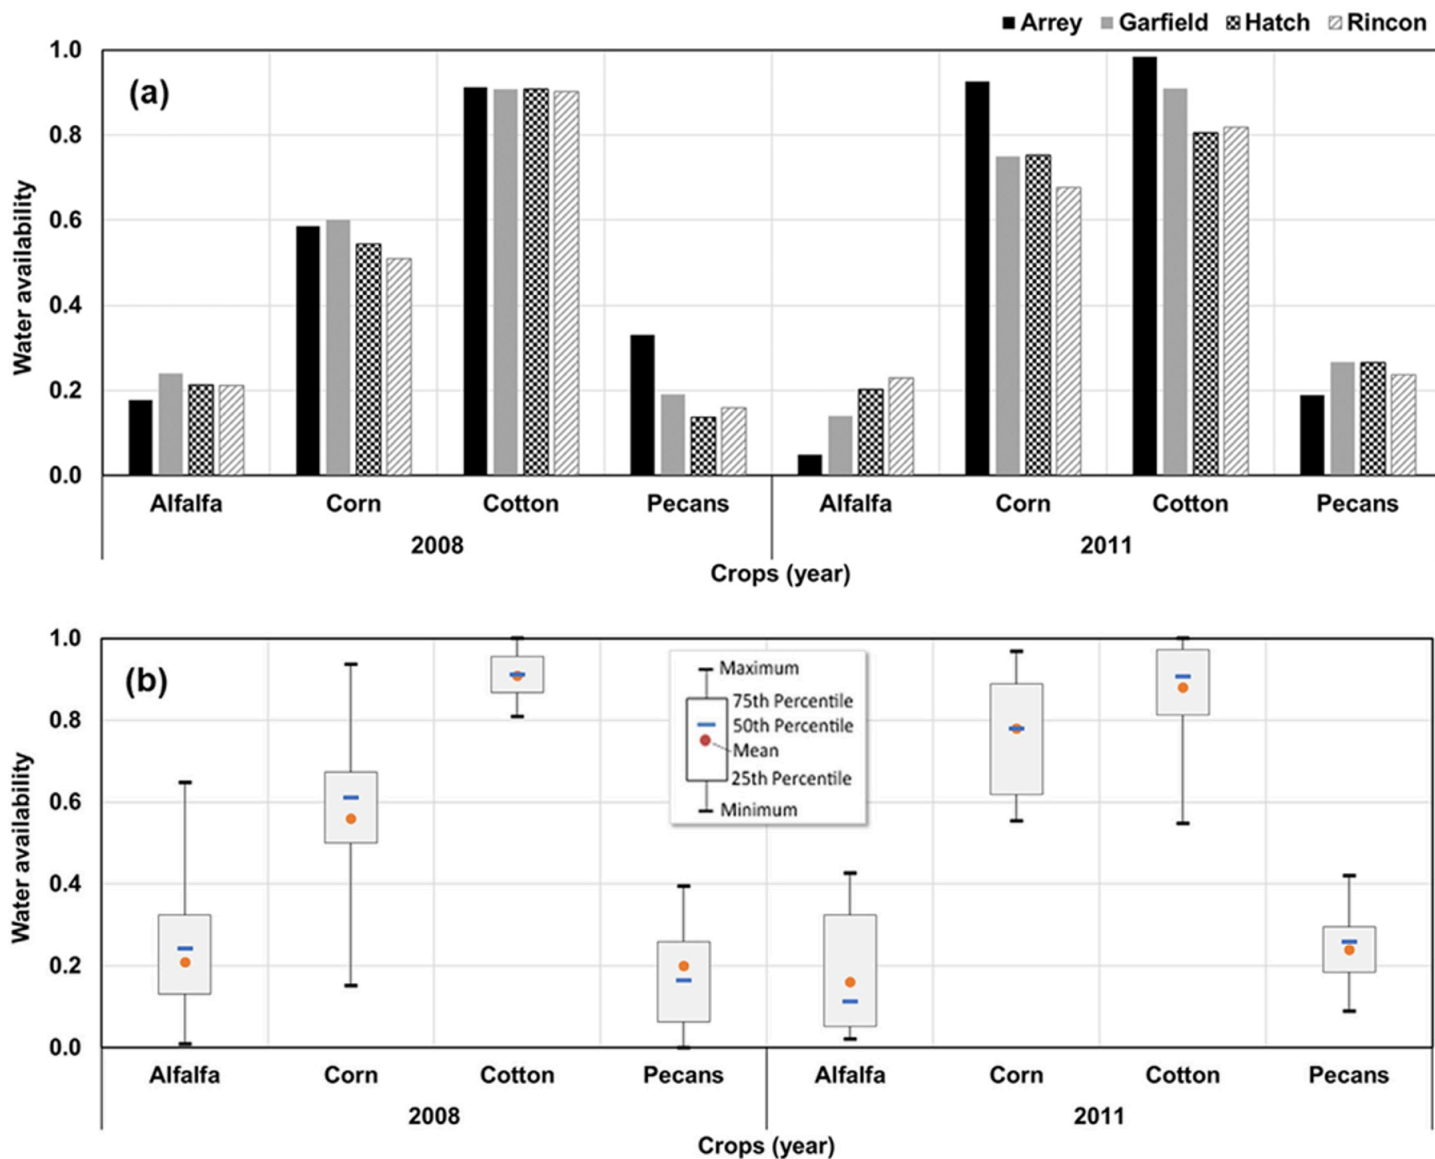 Arrey Garfield Hatch Rincon
(a)
Water availability
1.0
0.8
0.6
0.4
0.2
0.0
Alfalfa Corn Cotton Pecans Alfalfa Corn Cotton Pecans
2008 2011
Crops (year)
(b)
Water availability
1.0
0.8
0.6
0.4
0.2
0.0
Maximum
75th Percentile
50th Percentile
Mean
25th Percentile
Minimum
Alfalfa Corn Cotton Pecans Alfalfa Corn Cotton Pecans
2008 2011
Crops (year)